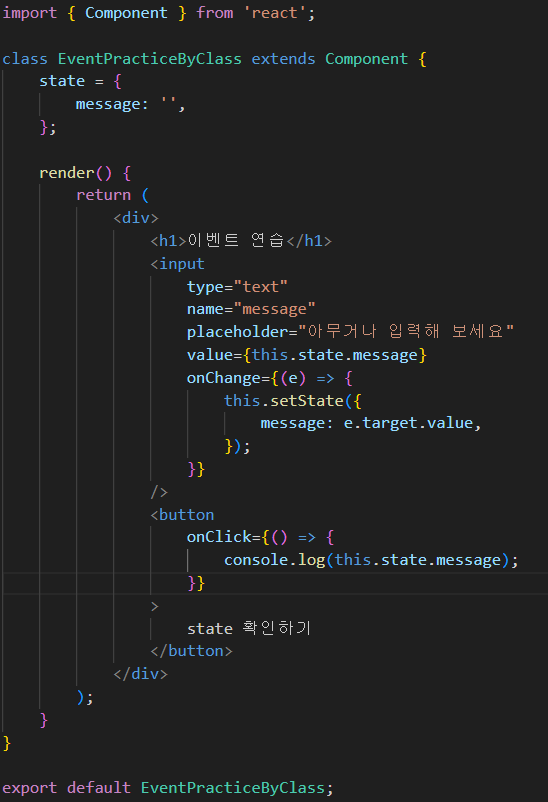 import { Component } from 'react';
class EventPracticeByClass extends Component {
state = {
message: '',
};
render() {
return (
<div>
<h1>이벤트 연습</h1>
<input
type="text"
name="message"
placeholder="아무거나 입력해 보세요"
value={this.state.message}
onChange={(e) => {
this.setState({
message: e.target.value,
});
}}
/>
<button
onClick={() => {
console.log(this.state.message);
}}
>
state 확인하기
</button>
</div>
);
}
}
export default EventPracticeByClass;